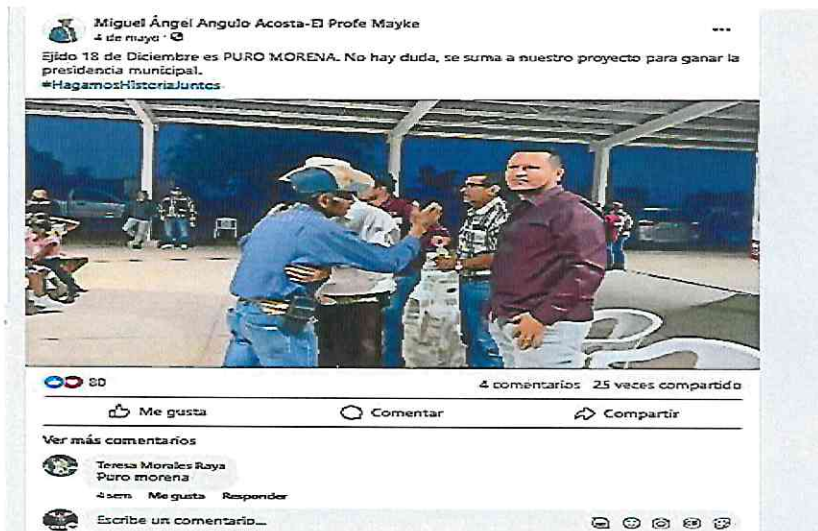 Miguel Ángel Angulo Acosta-El Profe Mayke
4 de mayo ·
Ejido 18 de Diciembre es PURO MORENA. No hay duda, se suma a nuestro proyecto para ganar la
presidencia municipal.
#HagamosHistoriaJuntos
80
4 comentarios 25 veces compartido
Me gusta
Comentar
Compartir
Ver más comentarios
Teresa Morales Raya
Puro morena
4 sem Me gusta Responder
Escribe un comentario...